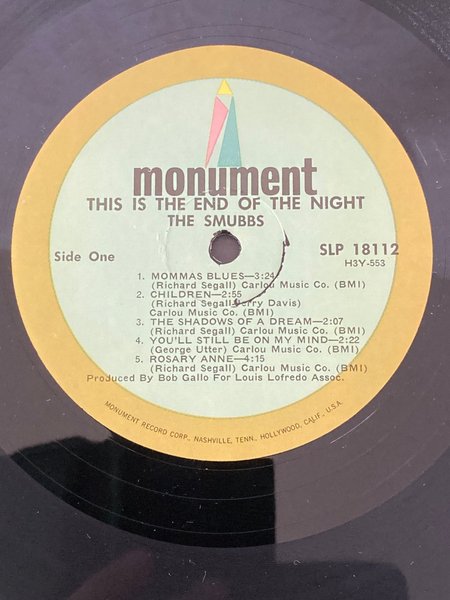 monument
THIS IS THE END OF THE NIGHT
THE SMUBBS
Side One
SLP 18112
H3Y-553
1. MOMMAS BLUES—3:24
(Richard Segall) Carlou Music Co. (BMI)
2. CHILDREN—2:55
(Richard Segall Jerry Davis)
Carlou Music Co. (BMI)
3. THE SHADOWS OF A DREAM—2:07
(Richard Segall) Carlou Music Co. (BMI)
4. YOU'LL STILL BE ON MY MIND—2:22
(George Utter) Carlou Music Co. (BMI)
5. ROSARY ANNE—4:15
(Richard Segall) Carlou Music Co. (BMI)
Produced By Bob Gallo For Louis Lofredo Assoc.
MONUMENT RECORD CORP., NASHVILLE, TENN., HOLLYWOOD, CALIF., U.S.A.